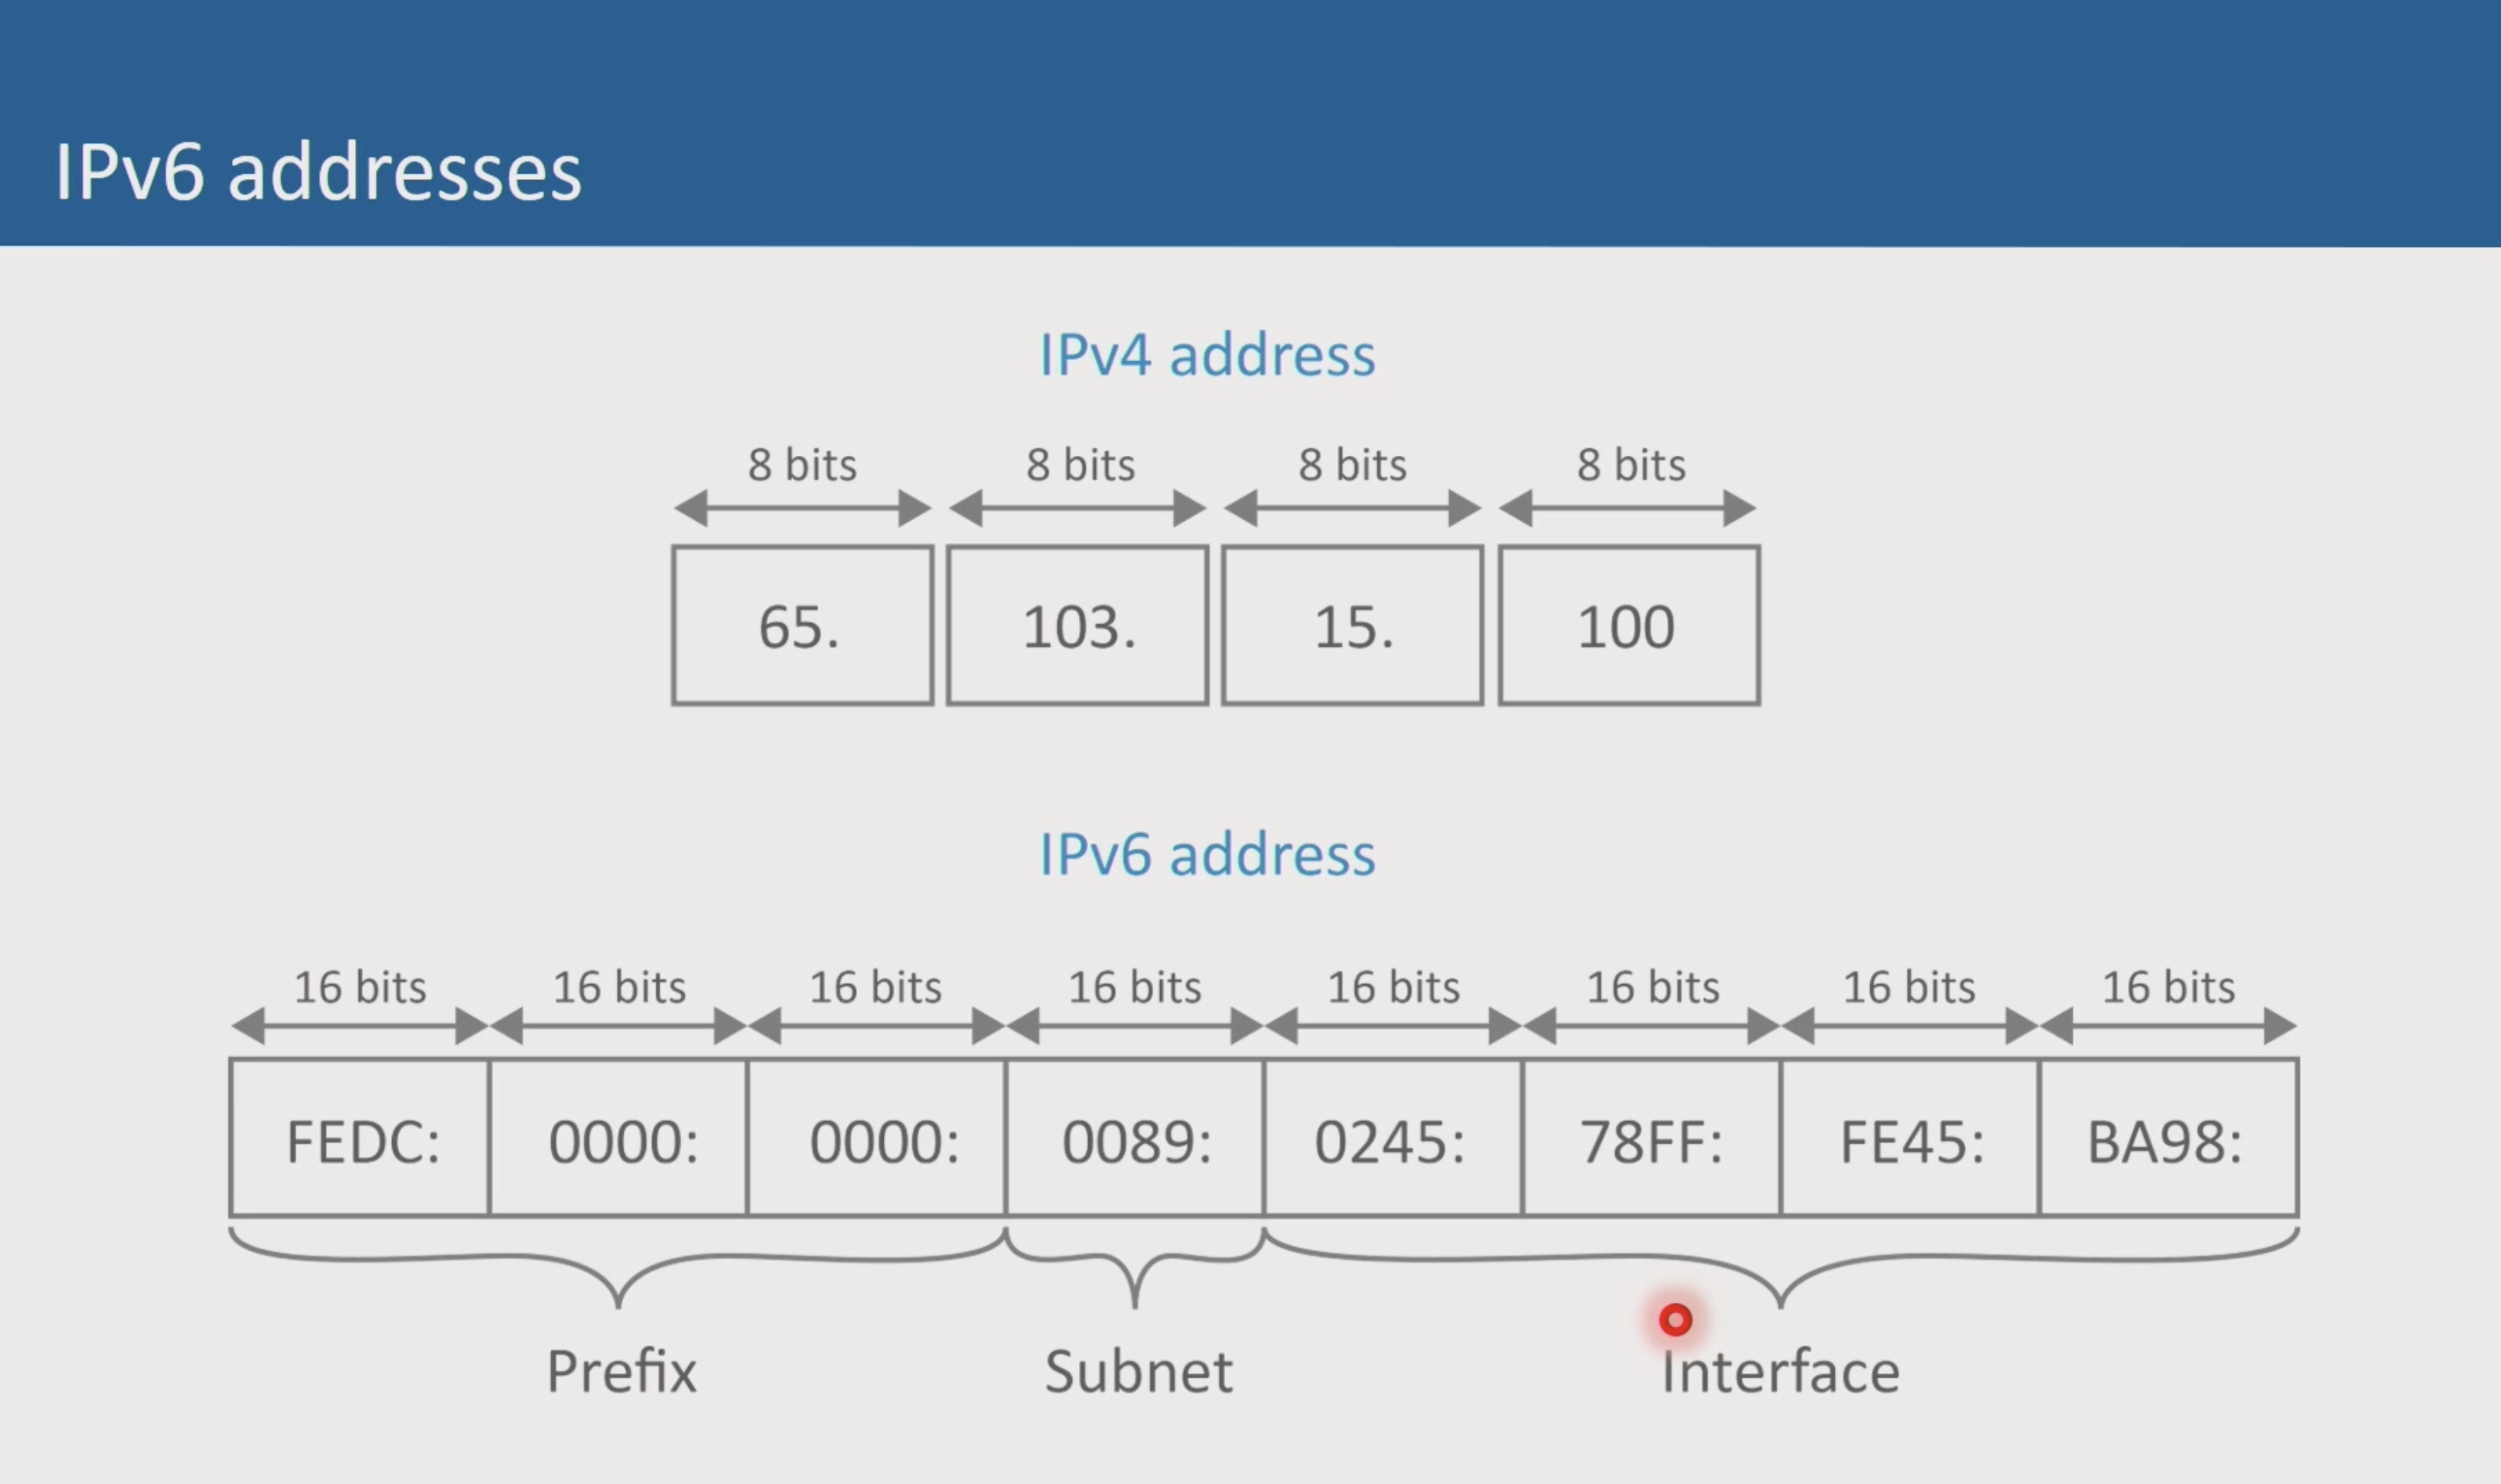 IPv6 addresses
IPv4 address
8 bits 8 bits 8 bits 8 bits
65. 103. 15. 100
IPv6 address
16 bits 16 bits 16 bits 16 bits 16 bits 16 bits 16 bits 16 bits
FEDC: 0000: 0000: 0089: 0245: 78FF: FE45: BA98:
Prefix Subnet Interface